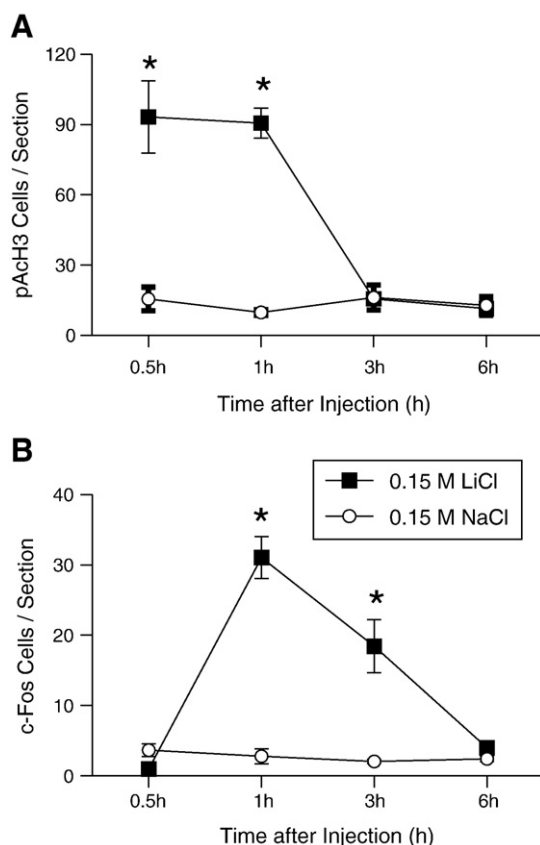 A
120
90
60
30
0
pAcH3 Cells / Section
*
*
0.5h 1h 3h 6h
Time after Injection (h)
B
0.15 M LiCl
0.15 M NaCl
40
30
20
10
0
c-Fos Cells / Section
*
*
0.5h 1h 3h 6h
Time after Injection (h)